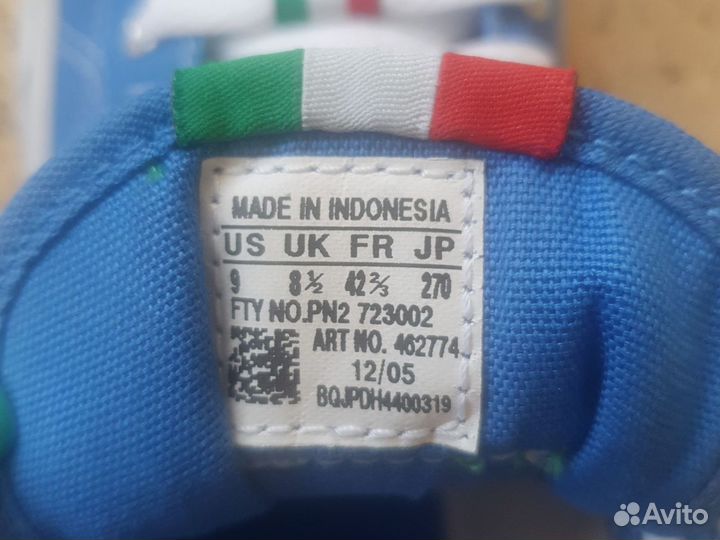 MADE IN INDONESIA
US UK FR JP
9 8½ 42⅔ 270
FTY NO.PN2 723002
ART NO. 462774
12/05
BQJPDH4400319
Avito